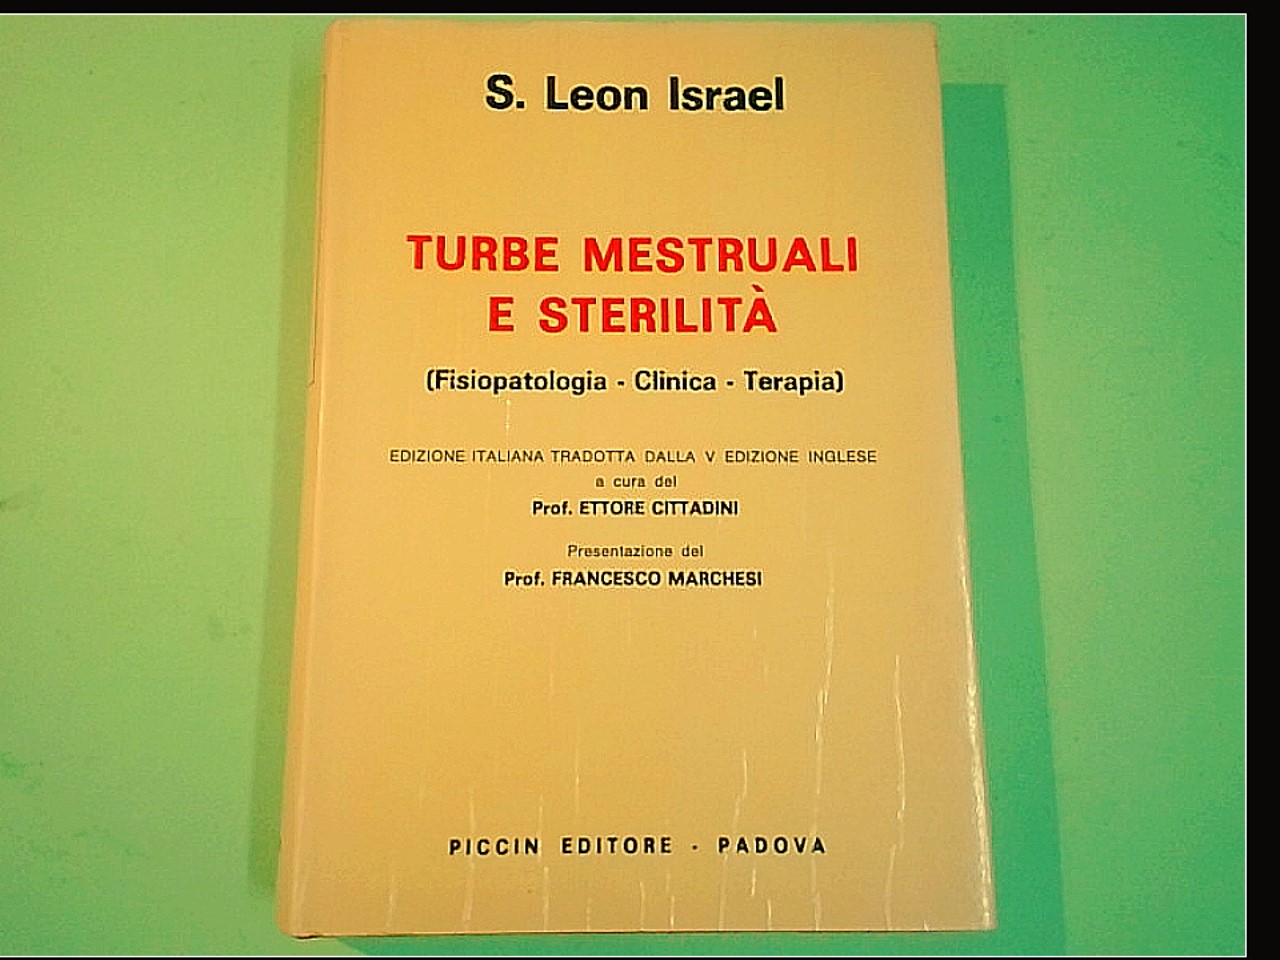 S. Leon Israel
TURBE MESTRUALI
E STERILITÀ
(Fisiopatologia - Clinica - Terapia)
EDIZIONE ITALIANA TRADOTTA DALLA V EDIZIONE INGLESE
a cura del
Prof. ETTORE CITTADINI
Presentazione del
Prof. FRANCESCO MARCHESI
PICCIN EDITORE - PADOVA